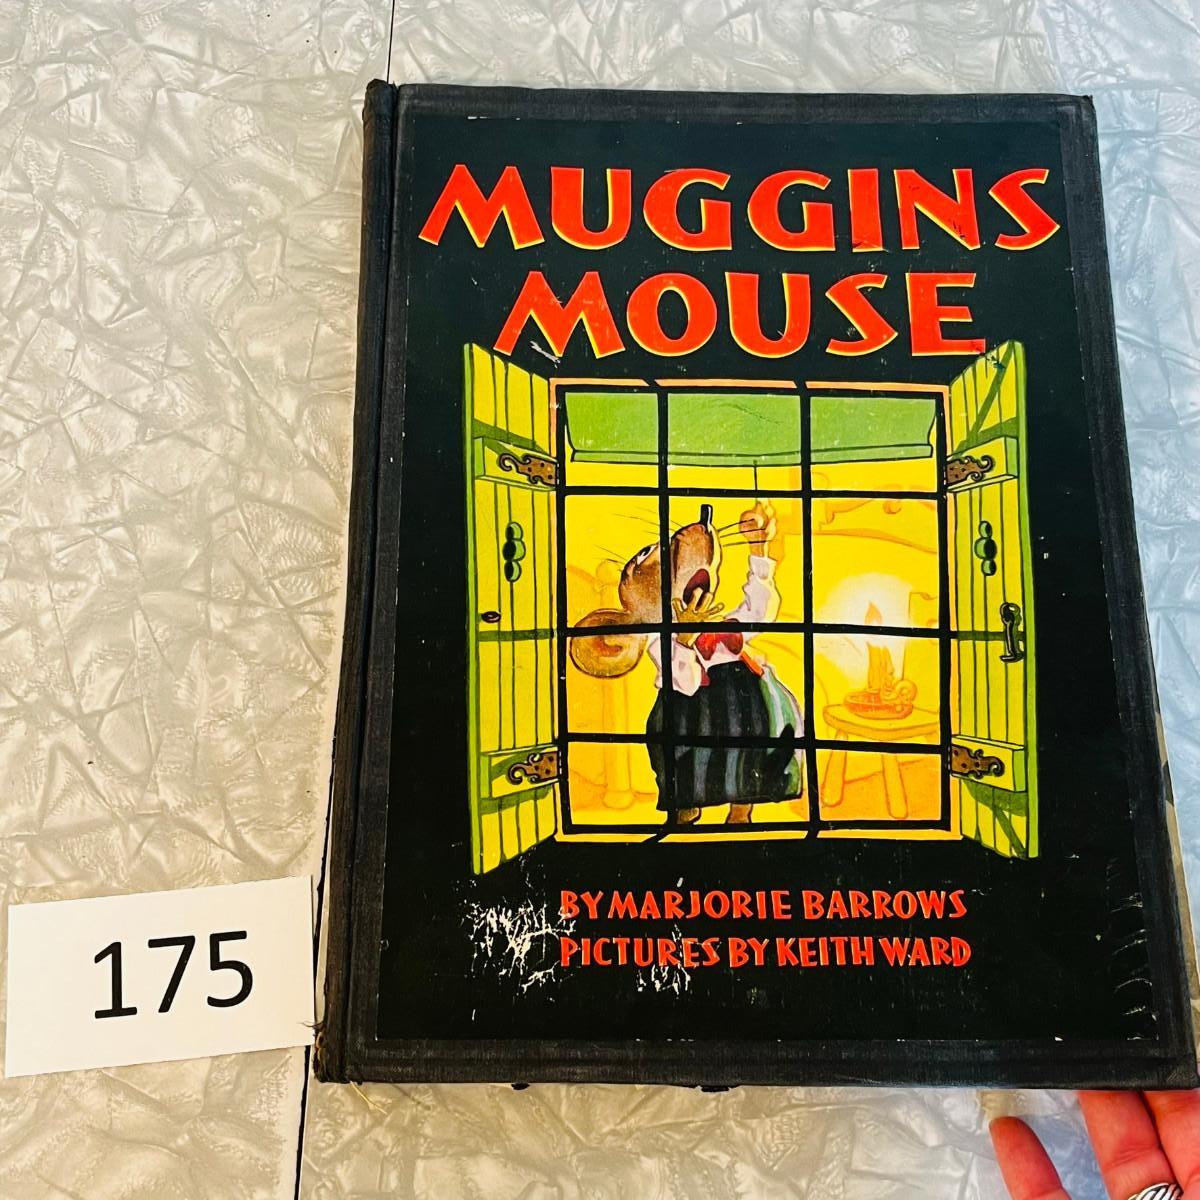 MUGGINS
MOUSE
BY MARJORIE BARROWS
PICTURES BY KEITH WARD
175